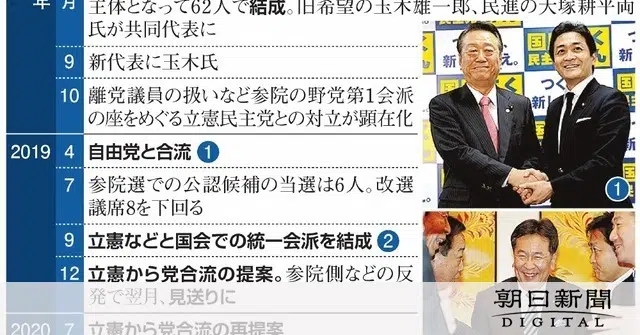 年 月 主体となって62人で結成。旧希望の玉木雄一郎、民進の大塚耕平両
氏が共同代表に
9 新代表に玉木氏
10 離党議員の扱いなど参院の野党第1会派
の座をめぐる立憲民主党との対立が顕在化
2019 4 自由党と合流①
7 参院選での公認候補の当選は6人。改選
議席8を下回る
9 立憲などと国会での統一会派を結成②
12 立憲から党合流の提案。参院側などの反
発で翌月、見送りに
2020 7 立憲から党合流の再提案
国
民
つく
新し
①
朝日新聞
DIGITAL